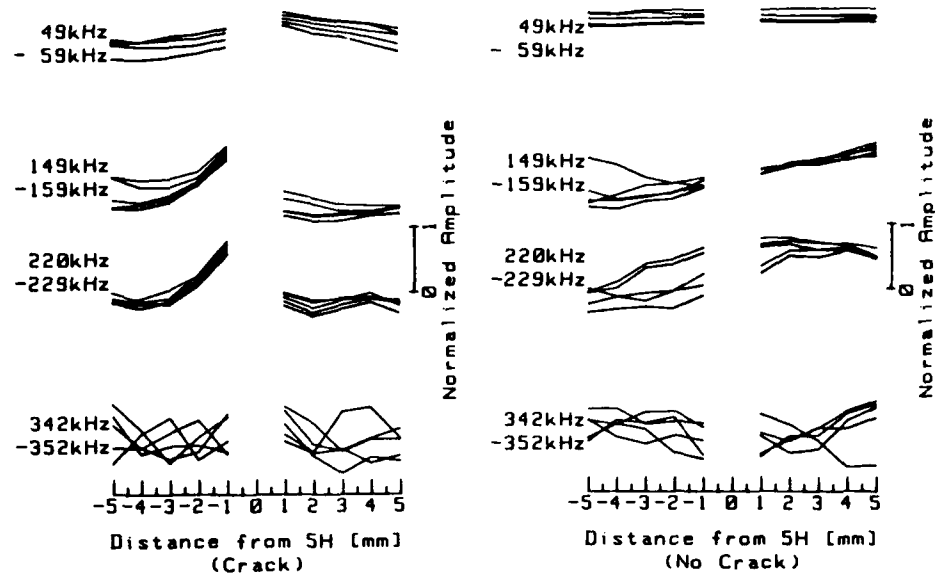 49kHz
- 59kHz
149kHz
-159kHz
220kHz
-229kHz
342kHz
-352kHz
Normalized Amplitude
0 1
-5 -4 -3 -2 -1 0 1 2 3 4 5
Distance from 5H [mm]
(Crack)
49kHz
- 59kHz
149kHz
-159kHz
220kHz
-229kHz
342kHz
-352kHz
Normalized Amplitude
0 1
-5 -4 -3 -2 -1 0 1 2 3 4 5
Distance from 5H [mm]
(No Crack)